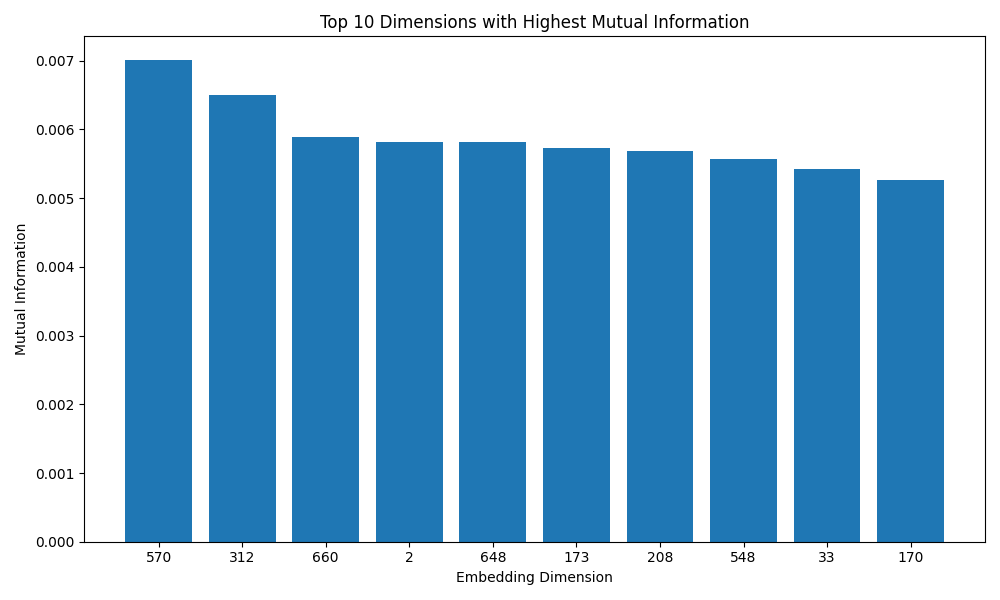 Top 10 Dimensions with Highest Mutual Information
Mutual Information
0.007
0.006
0.005
0.004
0.003
0.002
0.001
0.000
570 312 660 2 648 173 208 548 33 170
Embedding Dimension